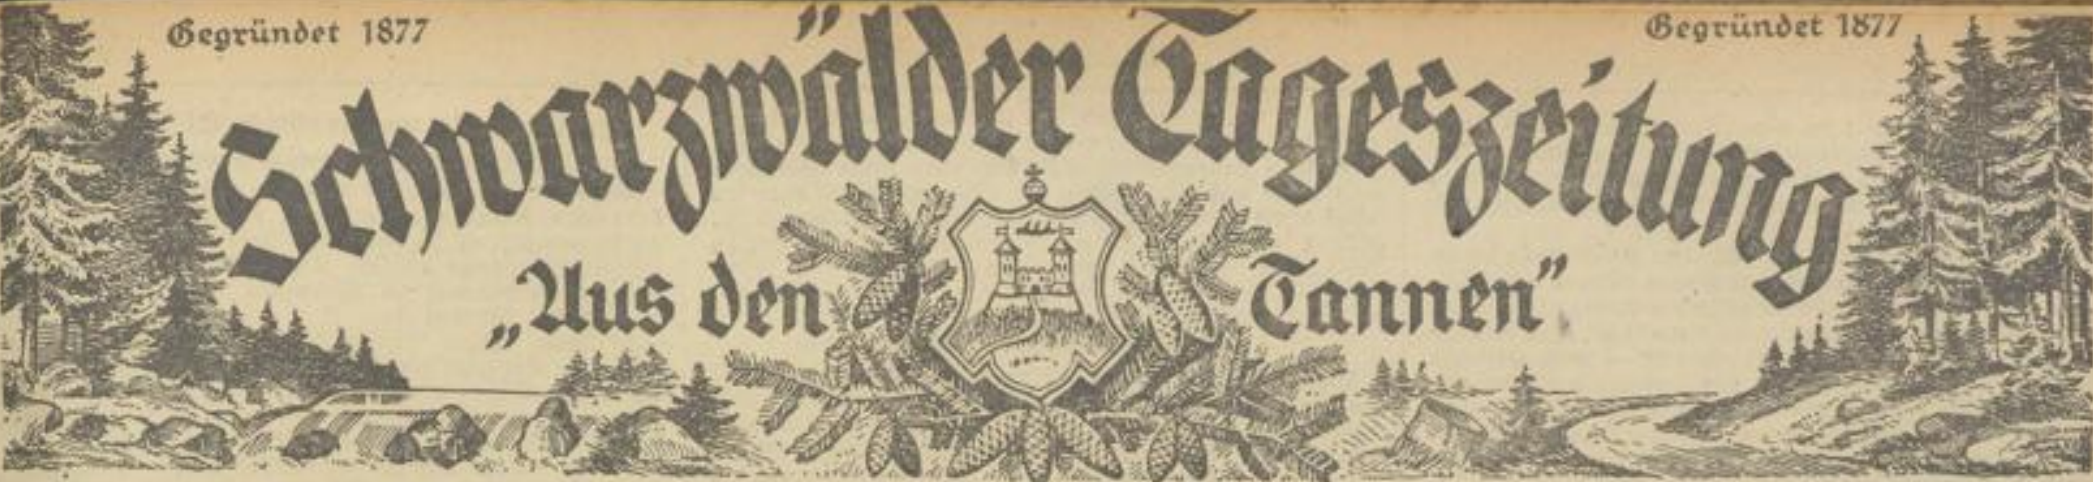 Gegründet 1877 Gegründet 1877
Schwarzwälder Tageszeitung
„Aus den Tannen"